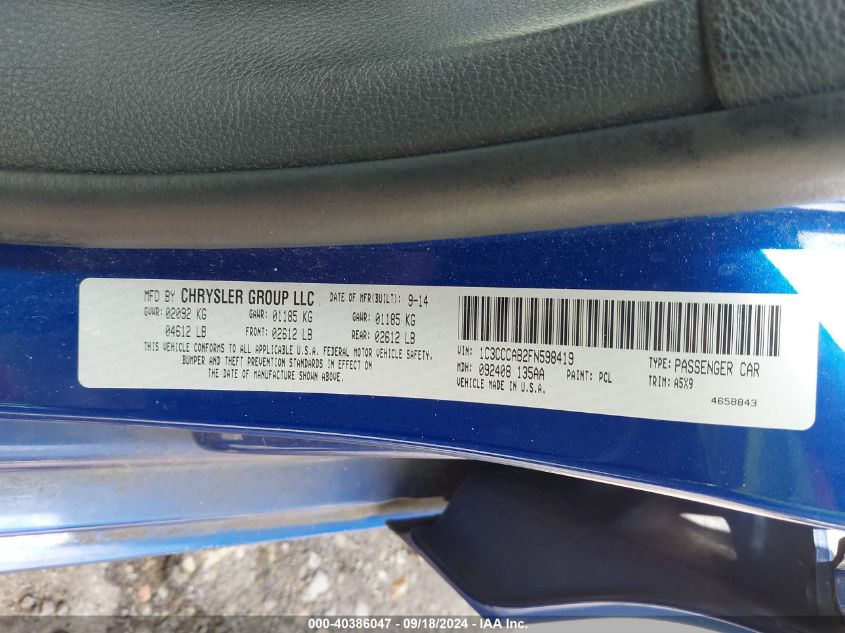 MFD BY CHRYSLER GROUP LLC DATE OF MFR(BUILT): 9-14
GVWR: 02092 KG GAWR: 01185 KG GAWR: 01185 KG
04612 LB FRONT: 02612 LB REAR: 02612 LB
THIS VEHICLE CONFORMS TO ALL APPLICABLE U.S.A. FEDERAL MOTOR VEHICLE SAFETY,
BUMPER AND THEFT PREVENTION STANDARDS IN EFFECT ON
THE DATE OF MANUFACTURE SHOWN ABOVE.
VIN: 1C3CCCAB2FN598419 TYPE: PASSENGER CAR
MDH: 092408 135AA PAINT: PCL TRIM: A5X9
VEHICLE MADE IN U.S.A.
4658843
000-40386047 - 09/18/2024 - IAA Inc.